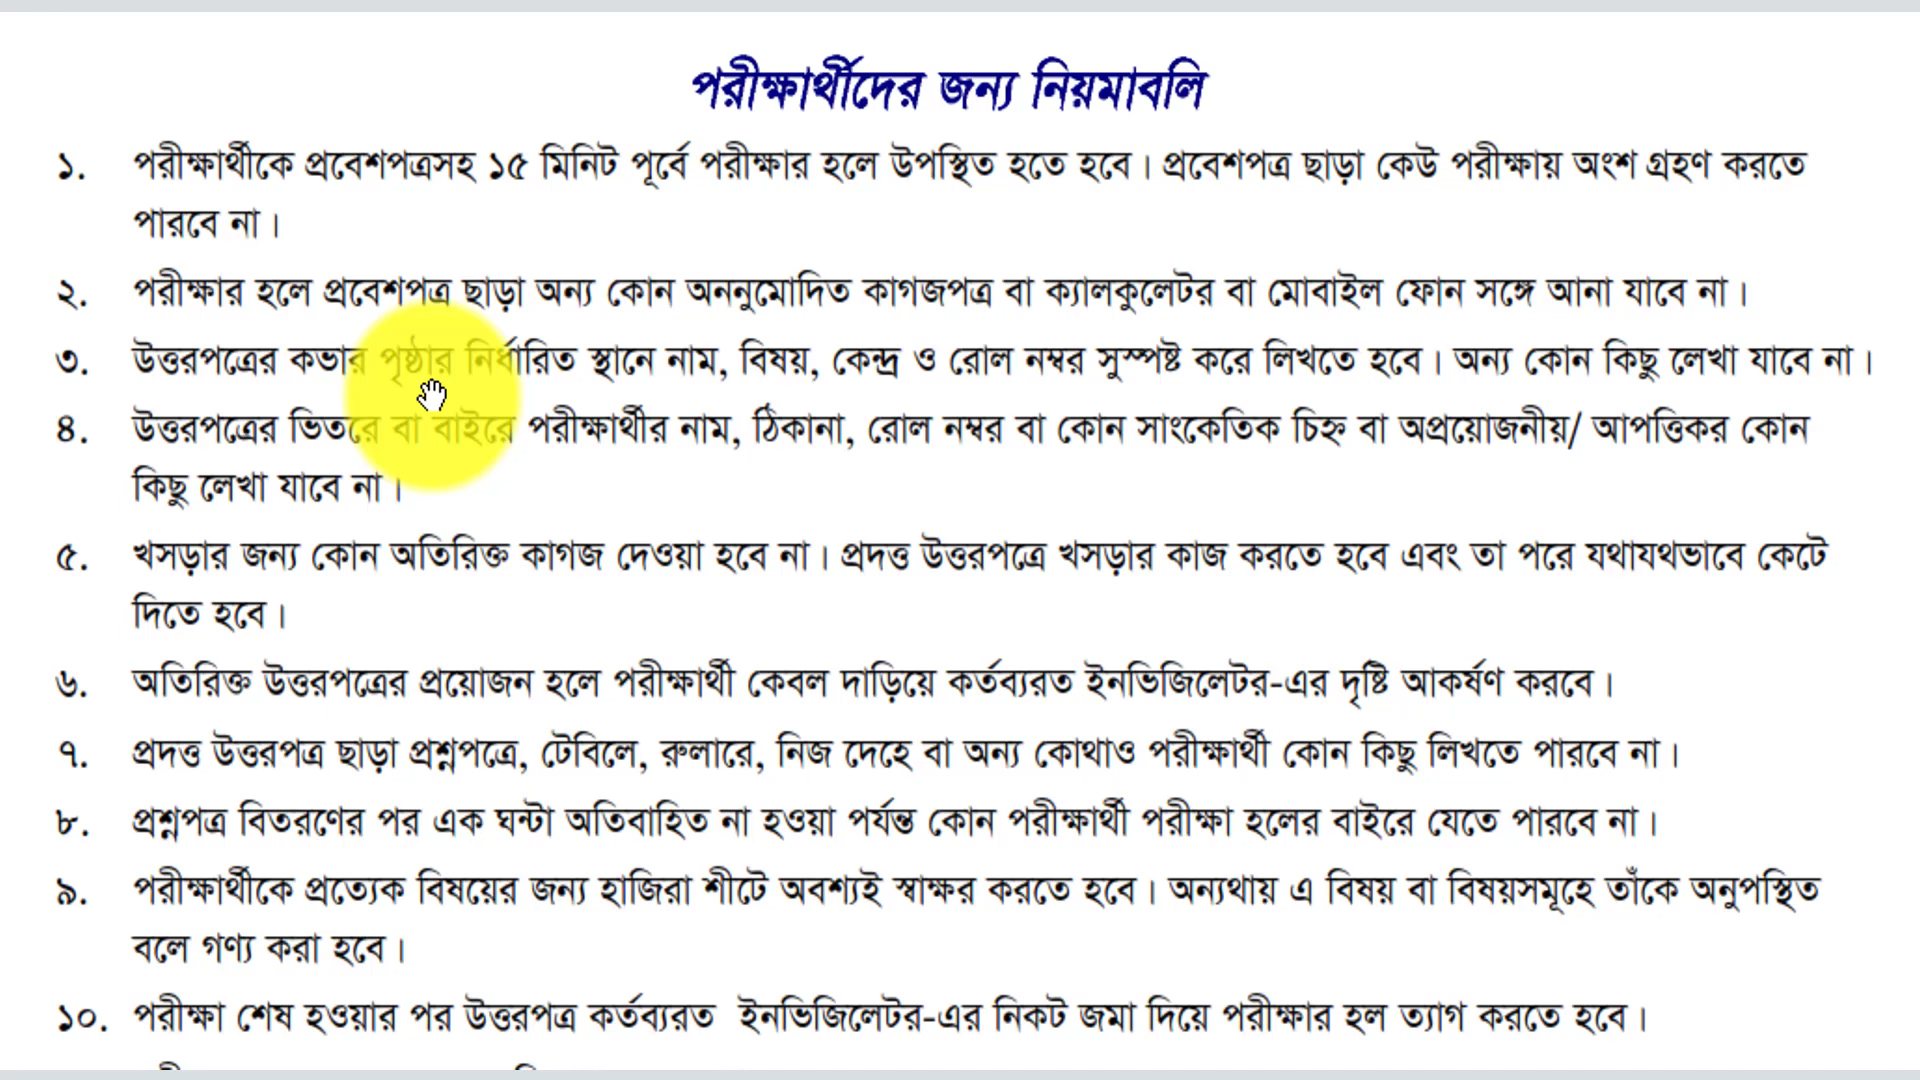 পরীক্ষার্থীদের জন্য নিয়মাবলি
১. পরীক্ষার্থীকে প্রবেশপত্রসহ ১৫ মিনিট পূর্বে পরীক্ষার হলে উপস্থিত হতে হবে। প্রবেশপত্র ছাড়া কেউ পরীক্ষায় অংশ গ্রহণ করতে
পারবে না।
২. পরীক্ষার হলে প্রবেশপত্র ছাড়া অন্য কোন অননুমোদিত কাগজপত্র বা ক্যালকুলেটর বা মোবাইল ফোন সঙ্গে আনা যাবে না।
৩. উত্তরপত্রের কভার পৃষ্ঠার নির্ধারিত স্থানে নাম, বিষয়, কেন্দ্র ও রোল নম্বর সুস্পষ্ট করে লিখতে হবে। অন্য কোন কিছু লেখা যাবে না।
৪. উত্তরপত্রের ভিতরে বা বাইরে পরীক্ষার্থীর নাম, ঠিকানা, রোল নম্বর বা কোন সাংকেতিক চিহ্ন বা অপ্রয়োজনীয়/ আপত্তিকর কোন
কিছু লেখা যাবে না।
৫. খসড়ার জন্য কোন অতিরিক্ত কাগজ দেওয়া হবে না। প্রদত্ত উত্তরপত্রে খসড়ার কাজ করতে হবে এবং তা পরে যথাযথভাবে কেটে
দিতে হবে।
৬. অতিরিক্ত উত্তরপত্রের প্রয়োজন হলে পরীক্ষার্থী কেবল দাড়িয়ে কর্তব্যরত ইনভিজিলেটর-এর দৃষ্টি আকর্ষণ করবে।
৭. প্রদত্ত উত্তরপত্র ছাড়া প্রশ্নপত্রে, টেবিলে, রুলারে, নিজ দেহে বা অন্য কোথাও পরীক্ষার্থী কোন কিছু লিখতে পারবে না।
৮. প্রশ্নপত্র বিতরণের পর এক ঘন্টা অতিবাহিত না হওয়া পর্যন্ত কোন পরীক্ষার্থী পরীক্ষা হলের বাইরে যেতে পারবে না।
৯. পরীক্ষার্থীকে প্রত্যেক বিষয়ের জন্য হাজিরা শীটে অবশ্যই স্বাক্ষর করতে হবে। অন্যথায় এ বিষয় বা বিষয়সমূহে তাঁকে অনুপস্থিত
বলে গণ্য করা হবে।
১০. পরীক্ষা শেষ হওয়ার পর উত্তরপত্র কর্তব্যরত ইনভিজিলেটর-এর নিকট জমা দিয়ে পরীক্ষার হল ত্যাগ করতে হবে।